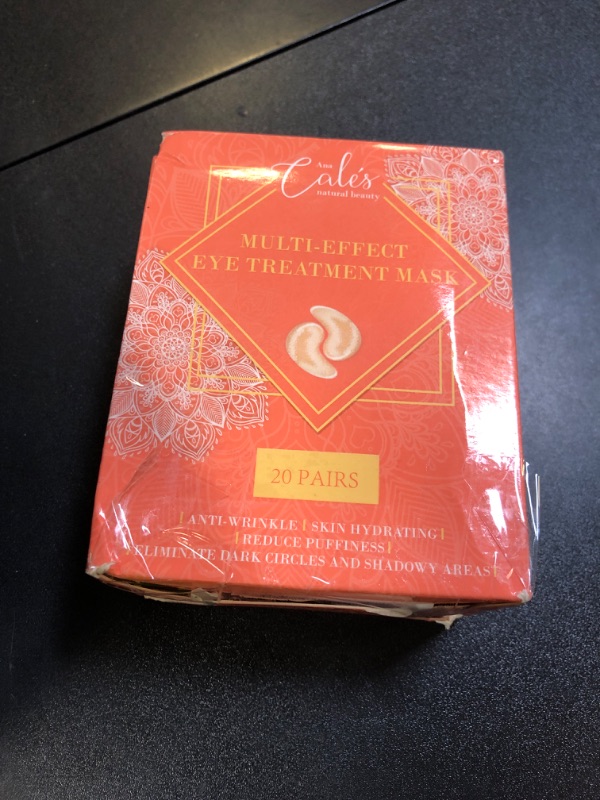 Ana
Cale's
natural beauty
MULTI-EFFECT
EYE TREATMENT MASK
20 PAIRS
| ANTI-WRINKLE | SKIN HYDRATING |
| REDUCE PUFFINESS |
ELIMINATE DARK CIRCLES AND SHADOWY AREAS